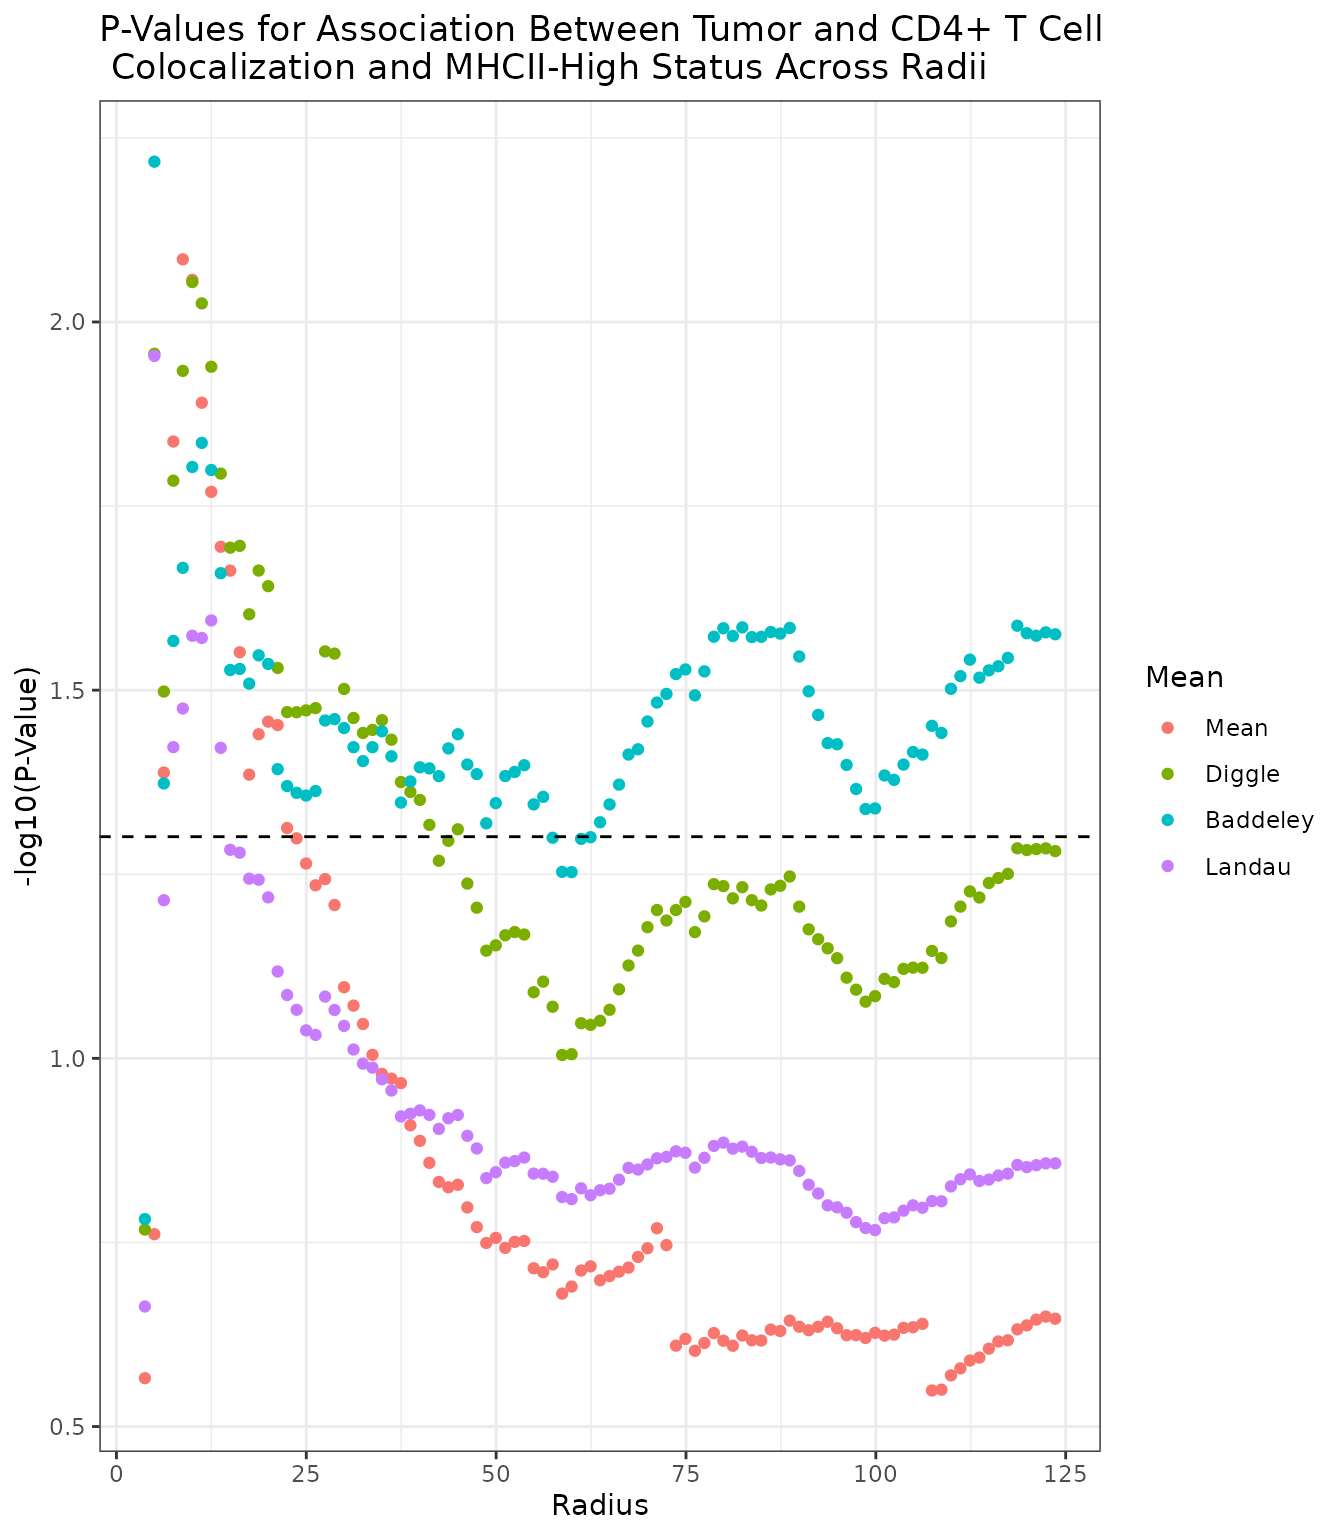 P-Values for Association Between Tumor and CD4+ T Cell
Colocalization and MHCII-High Status Across Radii
-log10(P-Value)
2.0
1.5
1.0
0.5
0 25 50 75 100 125
Radius
Mean
Mean
Diggle
Baddeley
Landau